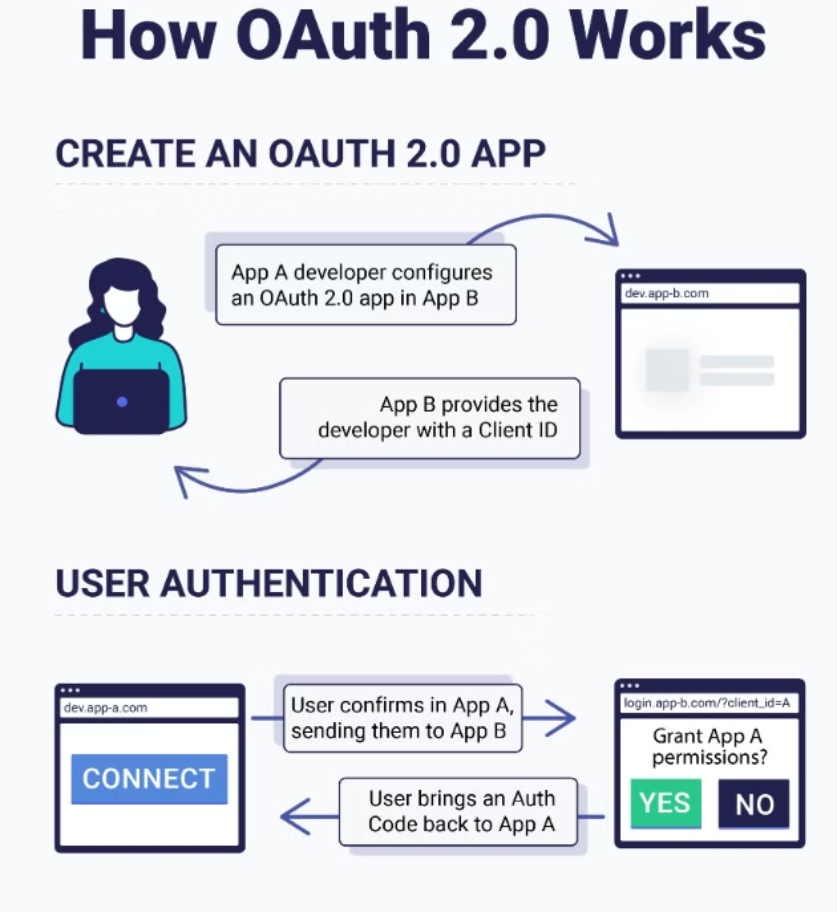 How OAuth 2.0 Works
CREATE AN OAUTH 2.0 APP
App A developer configures
an OAuth 2.0 app in App B
dev.app-b.com
App B provides the
developer with a Client ID
USER AUTHENTICATION
dev.app-a.com
CONNECT
User confirms in App A,
sending them to App B
login.app-b.com/?client_id=A
Grant App A
permissions?
YES NO
User brings an Auth
Code back to App A